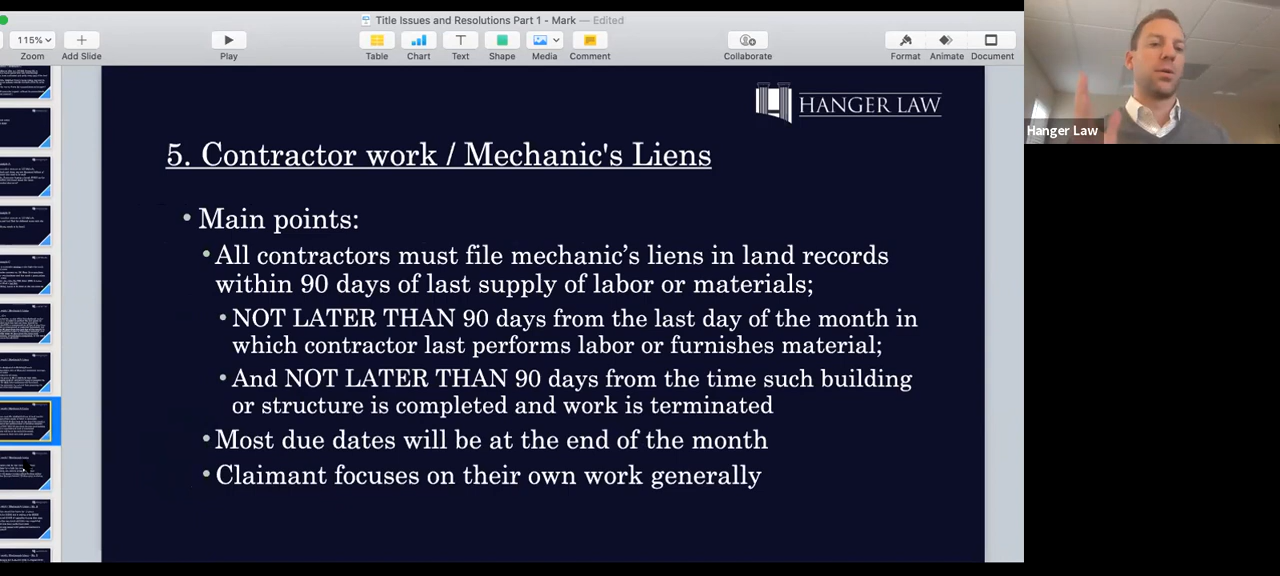 Title Issues and Resolutions Part 1 - Mark — Edited
115%
Zoom
Add Slide
Play
Table
Chart
Text
Shape
Media
Comment
Collaborate
Format
Animate
Document
HANGER LAW
5. Contractor work / Mechanic's Liens
• Main points:
• All contractors must file mechanic’s liens in land records
within 90 days of last supply of labor or materials;
• NOT LATER THAN 90 days from the last day of the month in
which contractor last performs labor or furnishes material;
• And NOT LATER THAN 90 days from the time such building
or structure is completed and work is terminated
• Most due dates will be at the end of the month
• Claimant focuses on their own work generally
Hanger Law